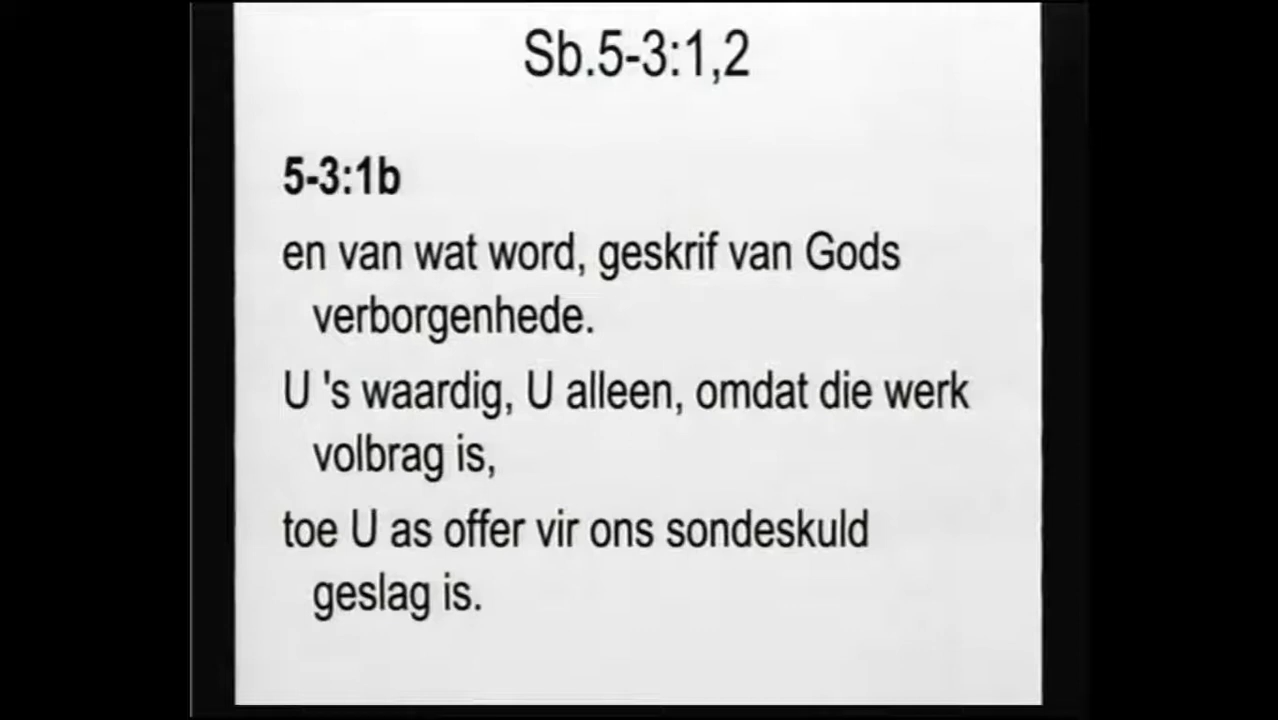 Sb.5-3:1,2
5-3:1b
en van wat word, geskrif van Gods
verborgenhede.
U 's waardig, U alleen, omdat die werk
volbrag is,
toe U as offer vir ons sondeskuld
geslag is.